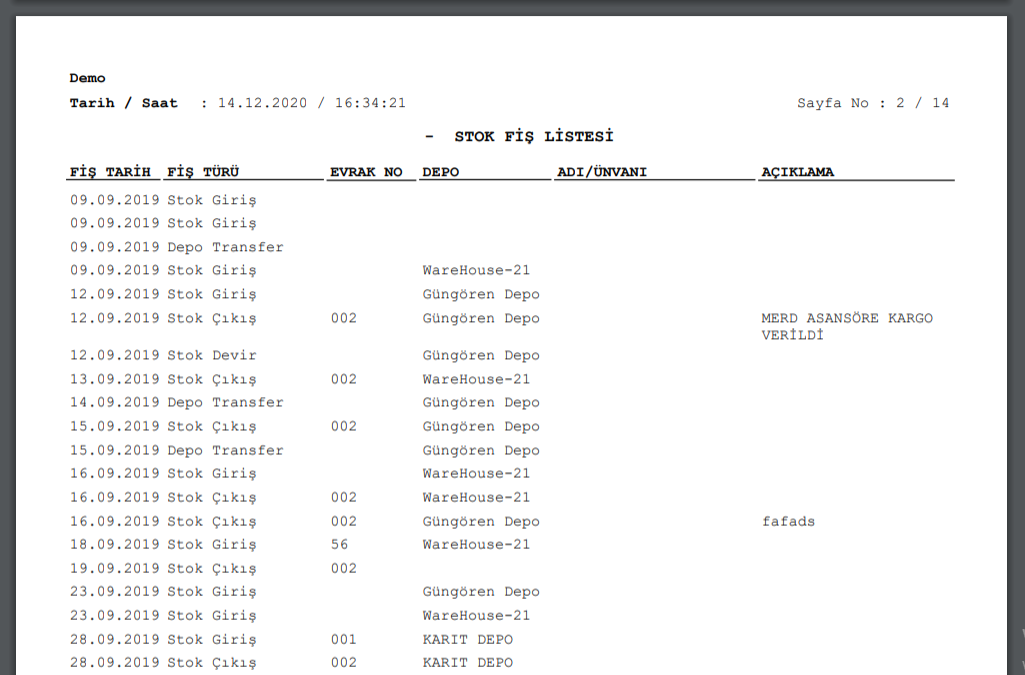 Demo
Tarih / Saat : 14.12.2020 / 16:34:21 Sayfa No : 2 / 14
- STOK FİŞ LİSTESİ
FİŞ TARİH FİŞ TÜRÜ EVRAK NO DEPO ADI/ÜNVANI AÇIKLAMA
09.09.2019 Stok Giriş
09.09.2019 Stok Giriş
09.09.2019 Depo Transfer
09.09.2019 Stok Giriş WareHouse-21
12.09.2019 Stok Giriş Güngören Depo
12.09.2019 Stok Çıkış 002 Güngören Depo MERD ASANSÖRE KARGO
VERİLDİ
12.09.2019 Stok Devir Güngören Depo
13.09.2019 Stok Çıkış 002 WareHouse-21
14.09.2019 Depo Transfer Güngören Depo
15.09.2019 Stok Çıkış 002 Güngören Depo
15.09.2019 Depo Transfer Güngören Depo
16.09.2019 Stok Giriş WareHouse-21
16.09.2019 Stok Çıkış 002 WareHouse-21
16.09.2019 Stok Çıkış 002 Güngören Depo fafads
18.09.2019 Stok Giriş 56 WareHouse-21
19.09.2019 Stok Çıkış 002
23.09.2019 Stok Giriş Güngören Depo
23.09.2019 Stok Giriş WareHouse-21
28.09.2019 Stok Giriş 001 KARIT DEPO
28.09.2019 Stok Çıkış 002 KARIT DEPO